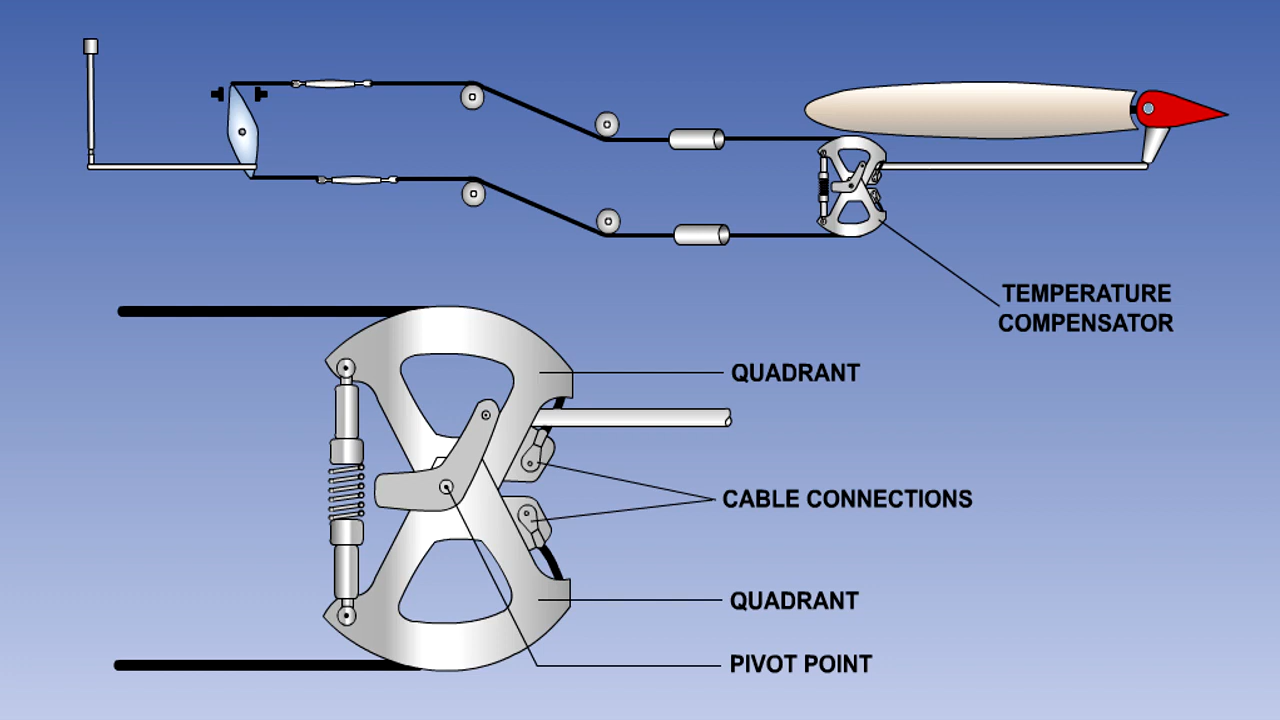 TEMPERATURE
COMPENSATOR
QUADRANT
CABLE CONNECTIONS
QUADRANT
PIVOT POINT